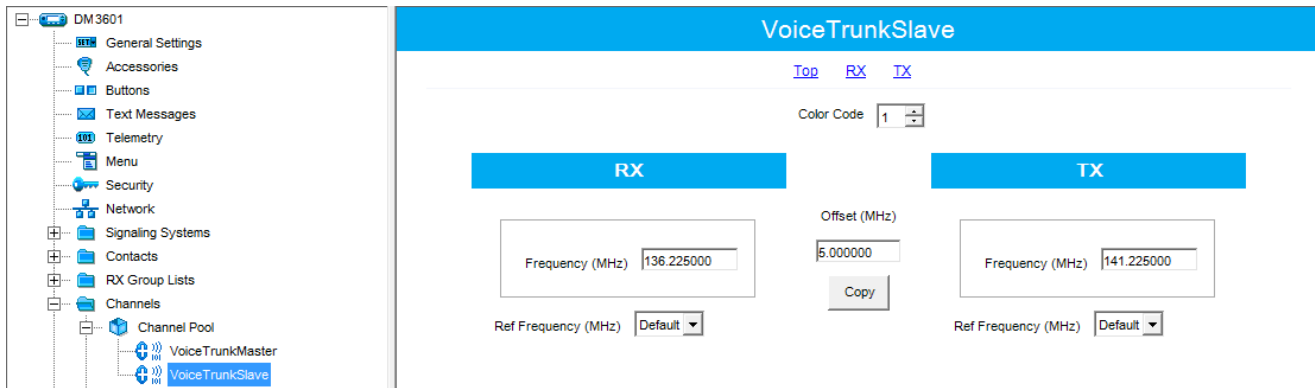 DM3601
General Settings
Accessories
Buttons
Text Messages
Telemetry
Menu
Security
Network
Signaling Systems
Contacts
RX Group Lists
Channels
Channel Pool
VoiceTrunkMaster
VoiceTrunkSlave
VoiceTrunkSlave
Top RX TX
Color Code 1
RX
Frequency (MHz) 136.225000
Ref Frequency (MHz) Default
Offset (MHz)
5.000000
Copy
TX
Frequency (MHz) 141.225000
Ref Frequency (MHz) Default